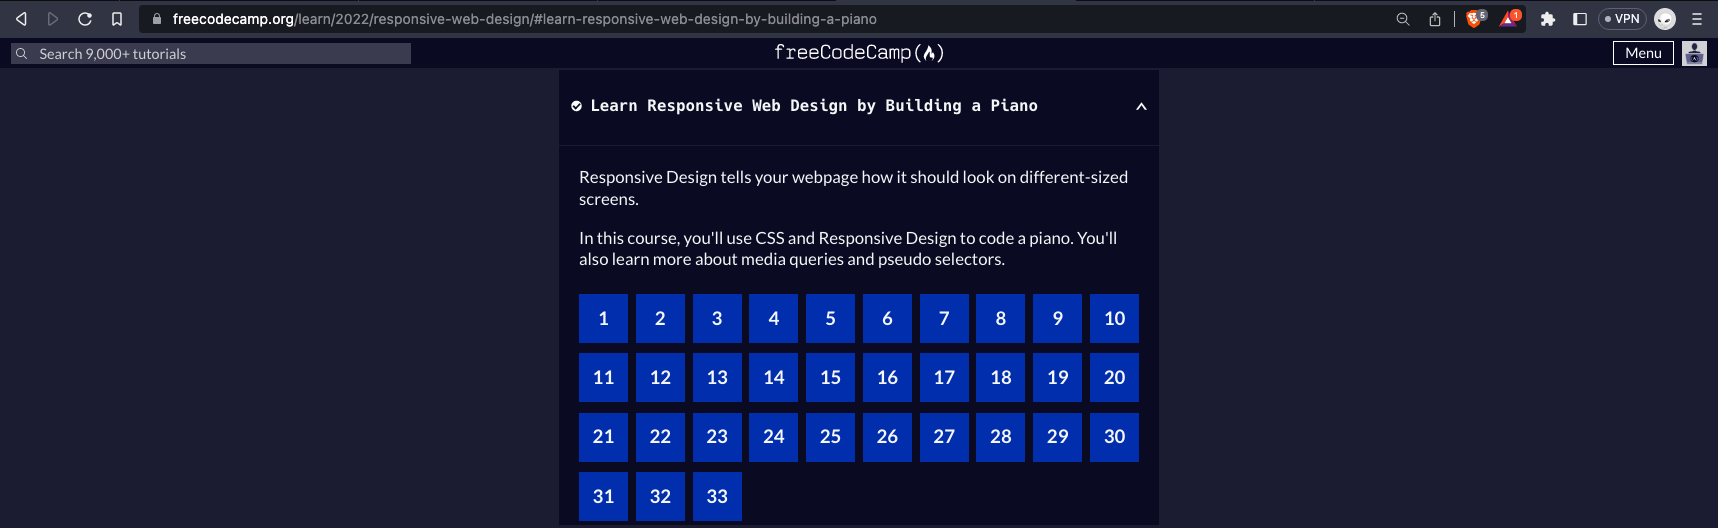 freecodecamp.org/learn/2022/responsive-web-design/#learn-responsive-web-design-by-building-a-piano
5
1
VPN
Search 9,000+ tutorials
freeCodeCamp
Menu
Learn Responsive Web Design by Building a Piano
Responsive Design tells your webpage how it should look on different-sized
screens.
In this course, you'll use CSS and Responsive Design to code a piano. You'll
also learn more about media queries and pseudo selectors.
1 2 3 4 5 6 7 8 9 10
11 12 13 14 15 16 17 18 19 20
21 22 23 24 25 26 27 28 29 30
31 32 33